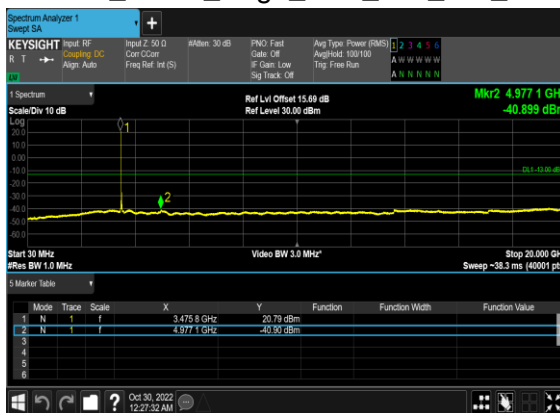 Spectrum Analyzer 1
Swept SA
+
KEYSIGHT Input: RF Input Z: 50 Ω #Atten: 30 dB PNO: Fast Avg Type: Power (RMS) 1 2 3 4 5 6
R T Coupling: DC Corr CCorr Gate: Off Avg|Hold: 100/100 A W W W W W
Align: Auto Freq Ref: Int (S) IF Gain: Low Trig: Free Run
Sig Track: Off A N N N N N
LU
1 Spectrum Ref Lvl Offset 15.69 dB Mkr2 4.977 1 GH
Scale/Div 10 dB Ref Level 30.00 dBm -40.899 dBr
Log
20.0
10.0
0.00
-10.0
-20.0
-30.0
-40.0
-50.0
-60.0
1
2
DL1 -13.00 dB
Start 30 MHz Video BW 3.0 MHz* Stop 20.000 GH
#Res BW 1.0 MHz Sweep ~38.3 ms (40001 pt
5 Marker Table
Mode Trace Scale X Y Function Function Width Function Value
1 N 1 f 3.475 8 GHz 20.79 dBm
2 N 1 f 4.977 1 GHz -40.90 dBm
3
4
5
6
? Oct 30, 2022
12:27:32 AM